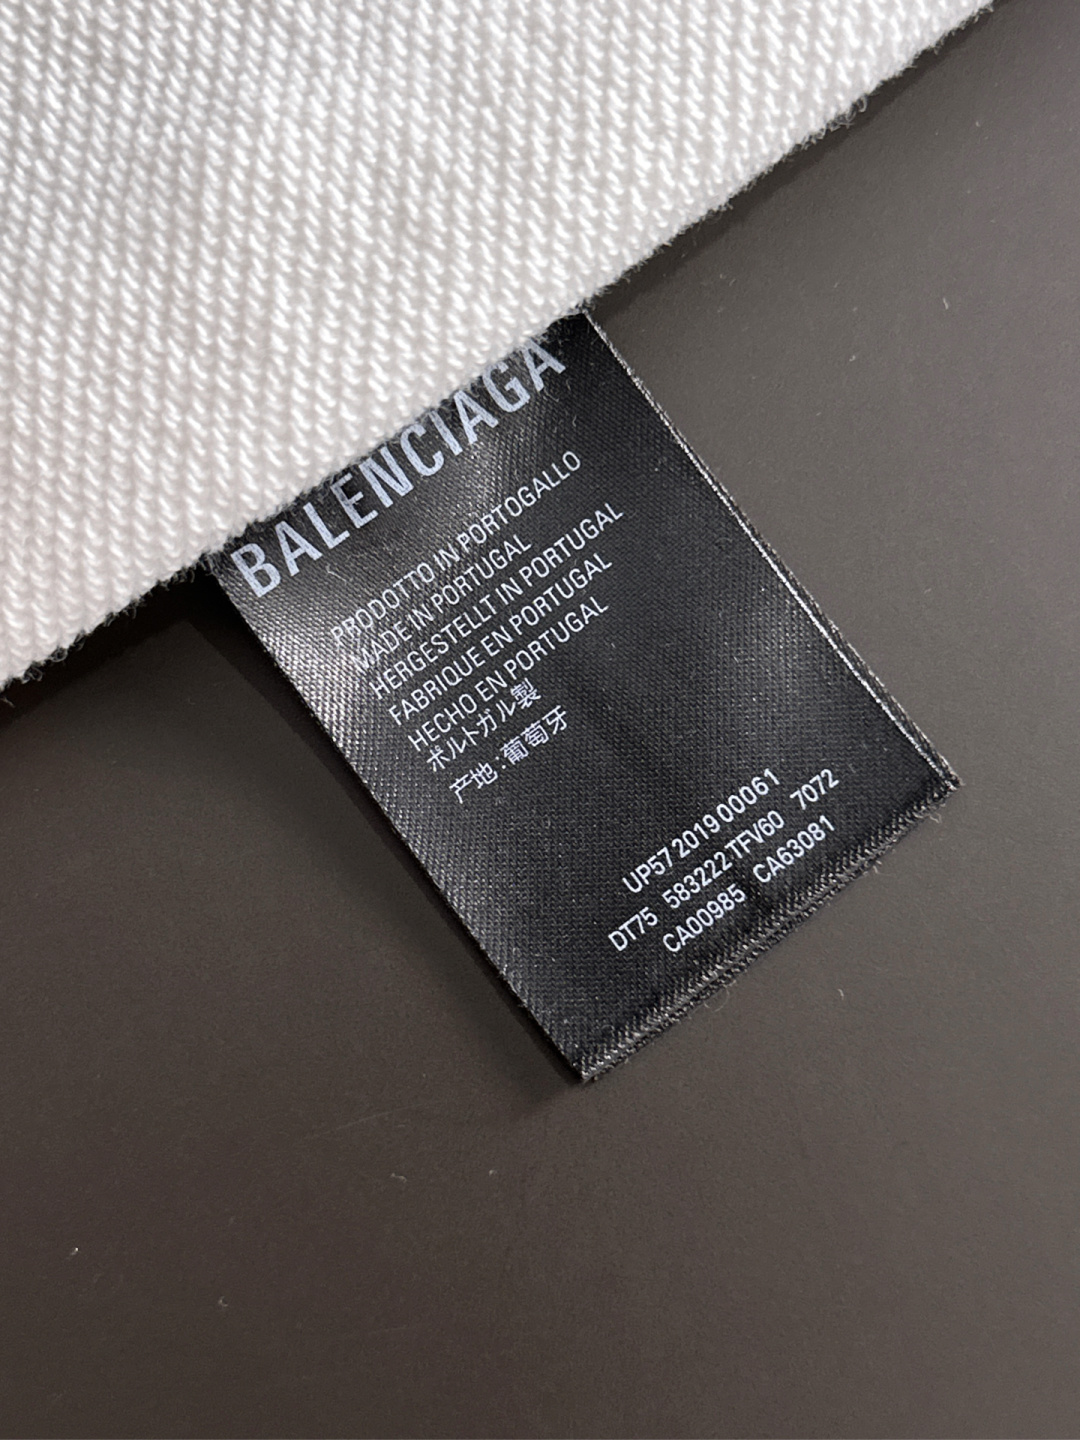 BALENCIAGA
PRODOTTO IN PORTOGALLO
MADE IN PORTUGAL
HERGESTELLT IN PORTUGAL
FABRIQUE EN PORTUGAL
HECHO EN PORTUGAL
ポルトガル製
产地:葡萄牙
UP57 2019 00061
DT75 583222 TFV60 7072
CA00985 CA63081